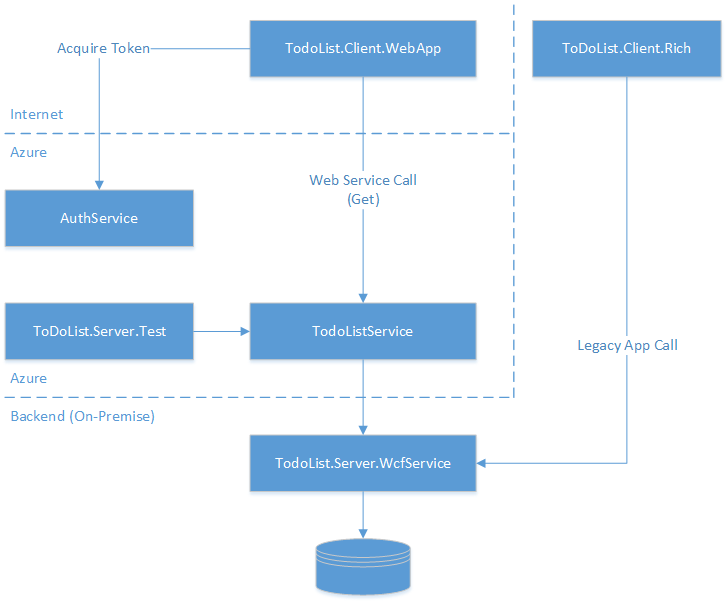 TodoList.Client.WebApp
ToDoList.Client.Rich
Acquire Token
Internet
Azure
Web Service Call
(Get)
AuthService
ToDoList.Server.Test
TodoListService
Legacy App Call
Azure
Backend (On-Premise)
TodoList.Server.WcfService